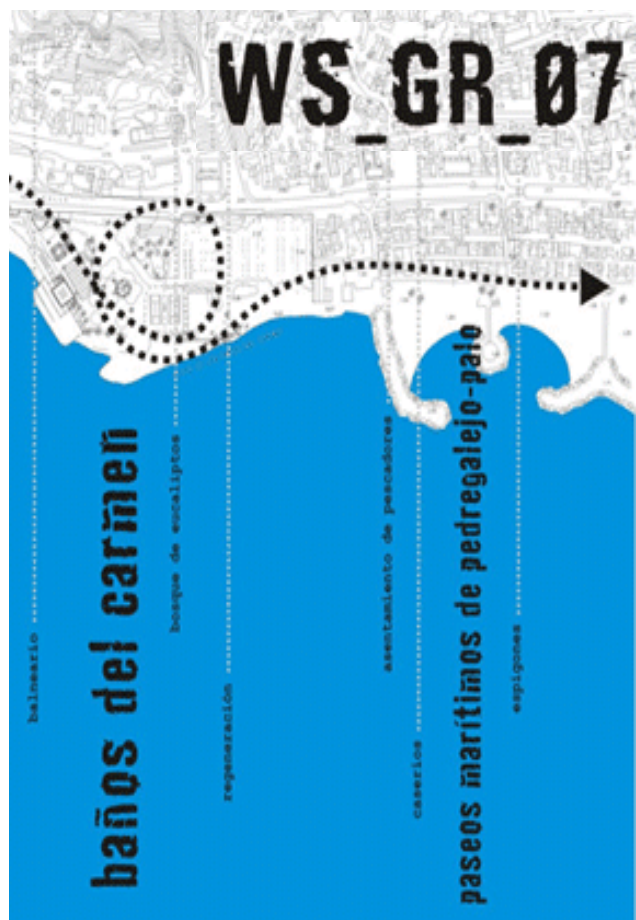 WS_GR_07
balneario
baños del carmen
bosque de eucaliptos
regeneración
asentamiento de pescadores
caserios
paseos marítimos de pedregalejo-palo
espigones